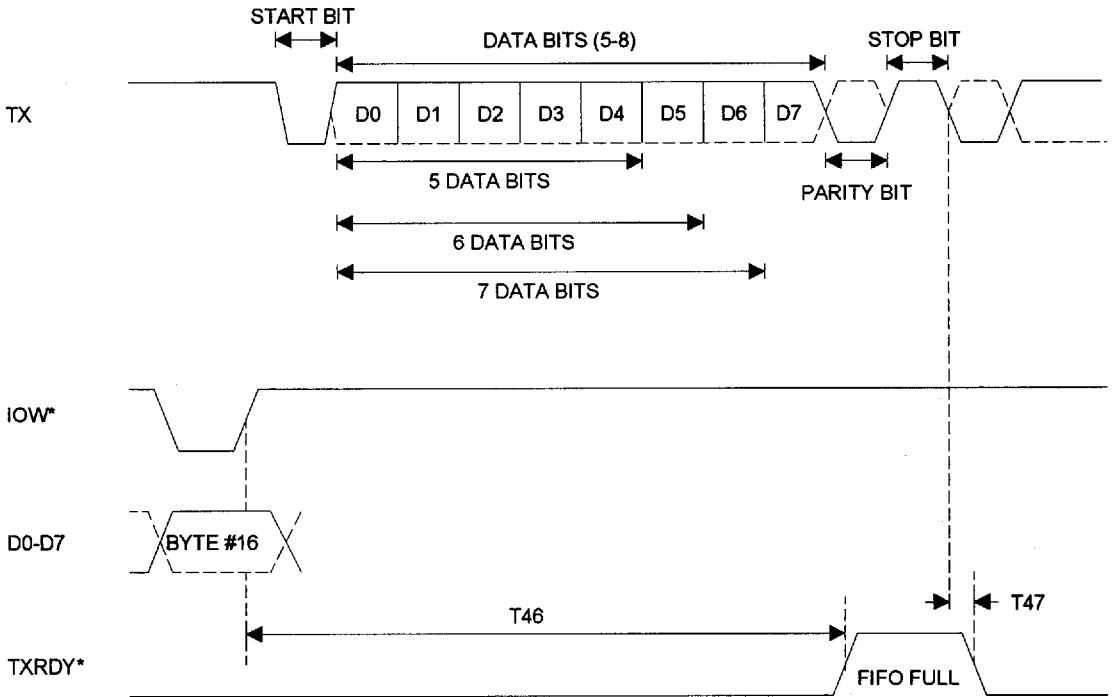 START BIT
DATA BITS (5-8)
STOP BIT
TX
D0 D1 D2 D3 D4 D5 D6 D7
5 DATA BITS
PARITY BIT
6 DATA BITS
7 DATA BITS
IOW*
D0-D7
BYTE #16
T46
T47
TXRDY*
FIFO FULL